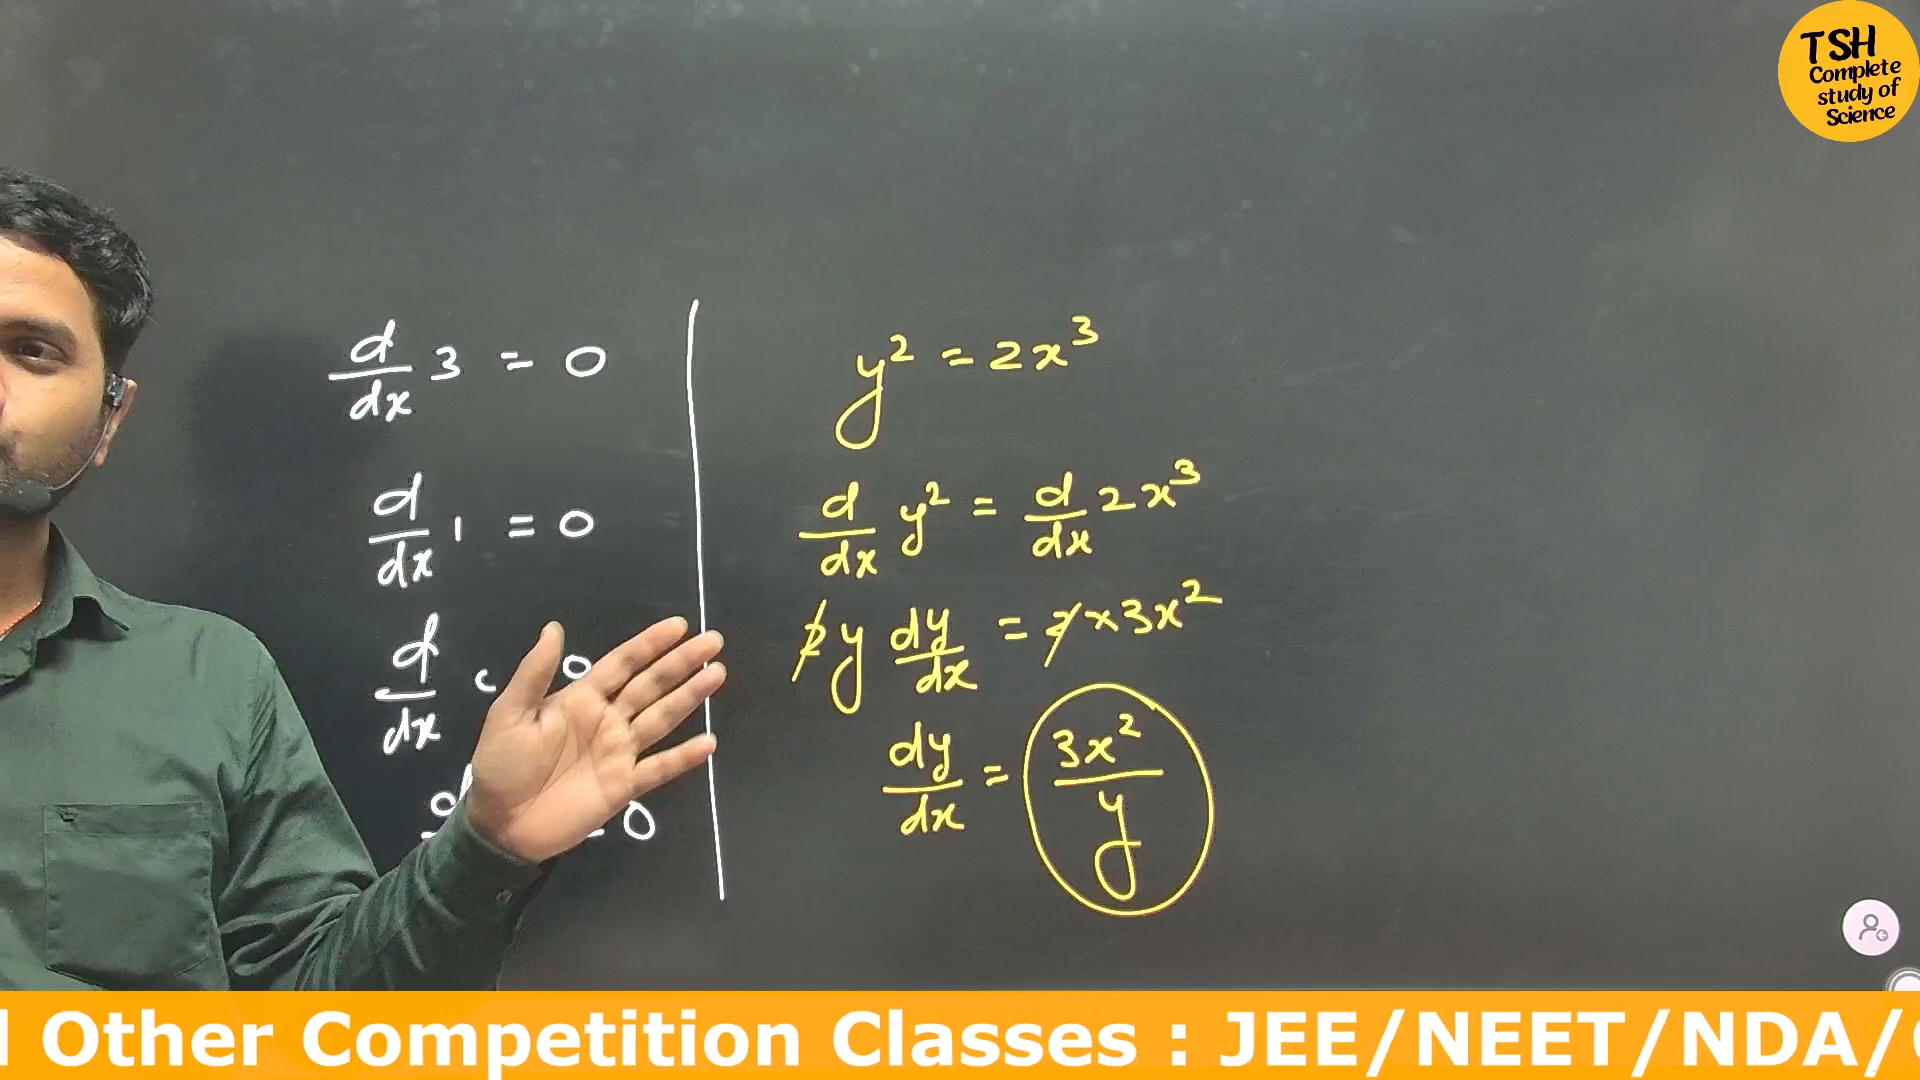 TSH
Complete
study of
Science
d/dx 3 = 0
d/dx 1 = 0
d/dx c 0
d = 0
y² = 2x³
d/dx y² = d/dx 2x³
2y dy/dx = 2 × 3x²
dy/dx = 3x²/y
Other Competition Classes : JEE/NEET/NDA/